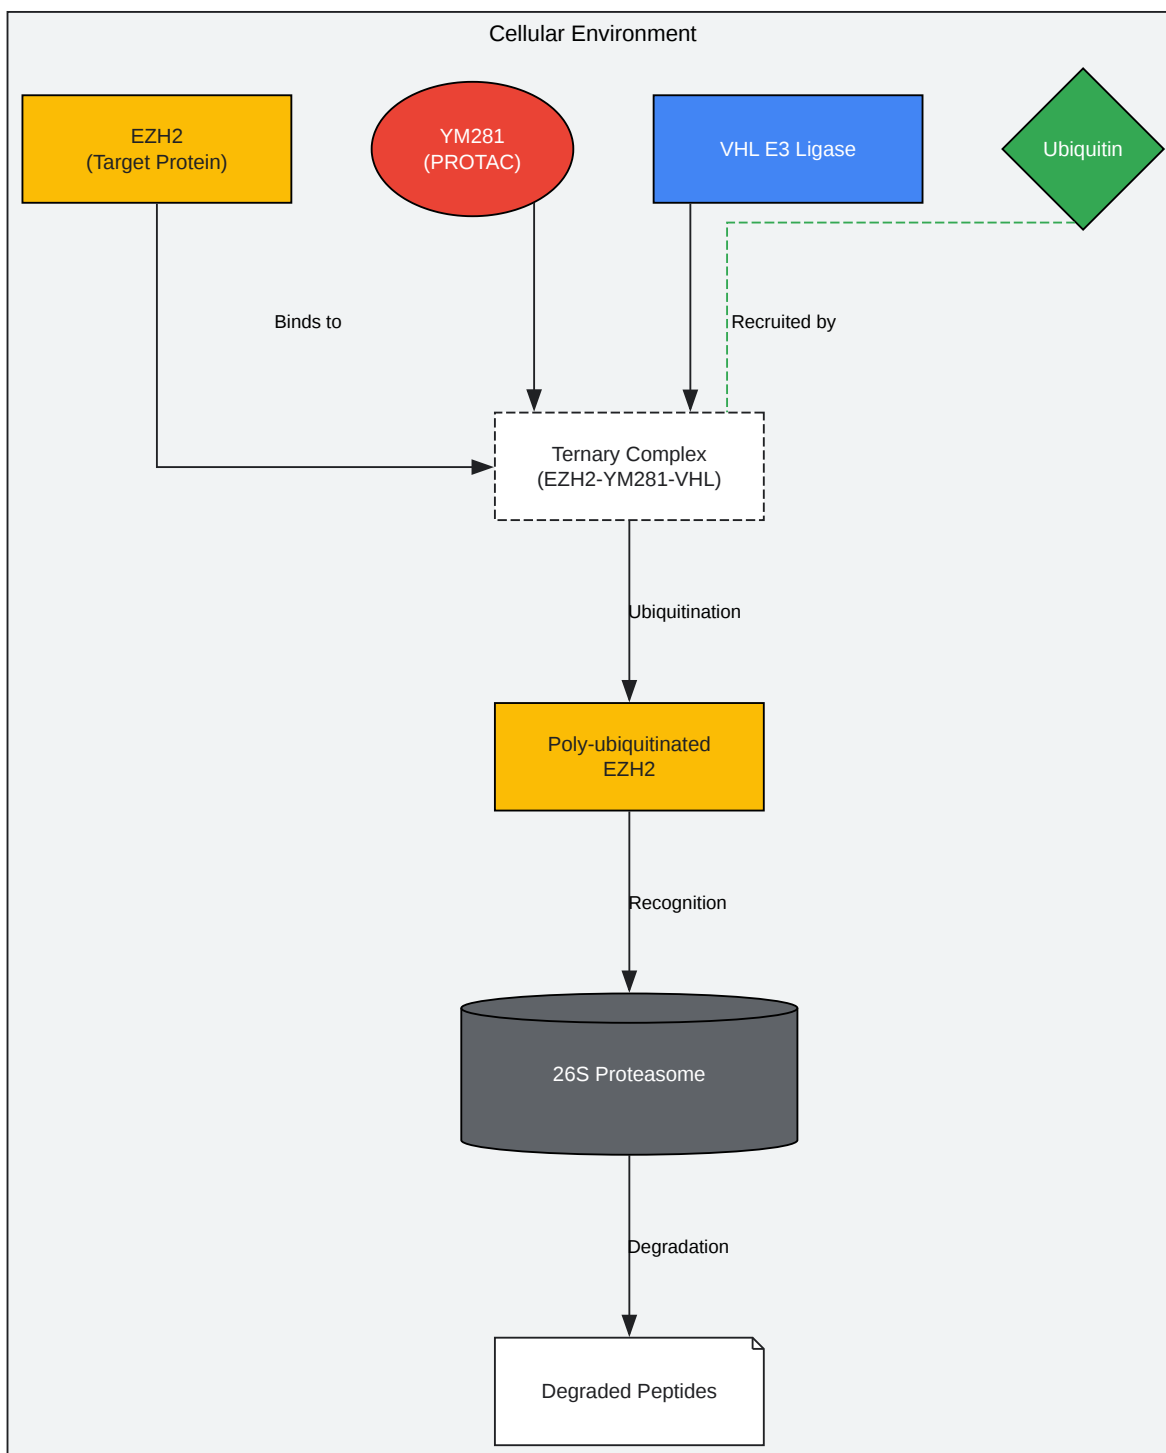 Cellular Environment
EZH2
(Target Protein)
YM281
(PROTAC)
VHL E3 Ligase
Ubiquitin
Binds to
Recruited by
Ternary Complex
(EZH2-YM281-VHL)
Ubiquitination
Poly-ubiquitinated
EZH2
Recognition
26S Proteasome
Degradation
Degraded Peptides